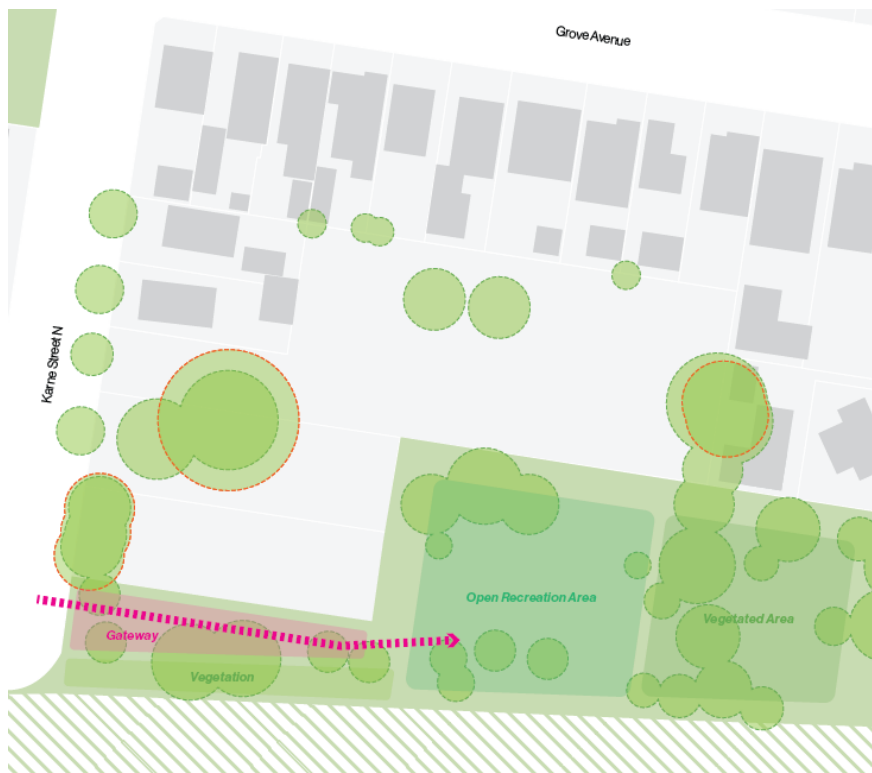 Grove Avenue
Karne Street N
Open Recreation Area
Vegetated Area
Gateway
Vegetation